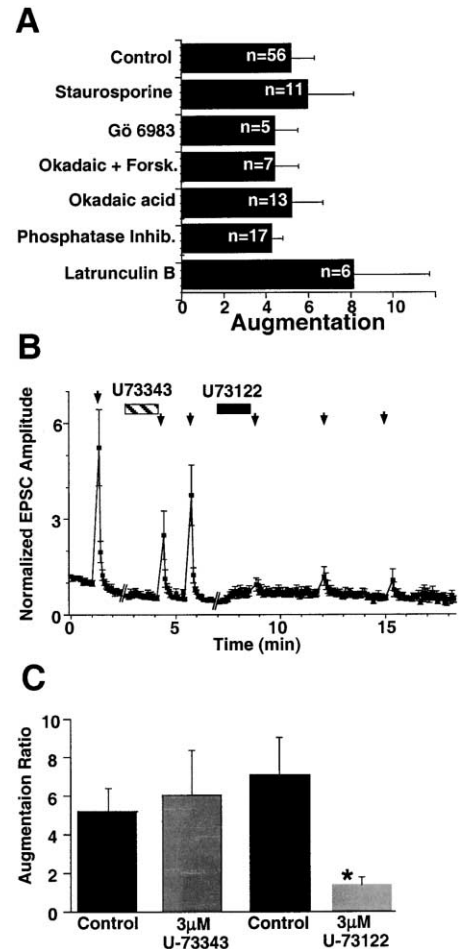 A
Control
n=56
Staurosporine
n=11
Gö 6983
n=5
Okadaic + Forsk.
n=7
Okadaic acid
n=13
Phosphatase Inhib.
n=17
Latrunculin B
n=6
0 2 4 6 8 10
Augmentation
B
U73343 U73122
Normalized EPSC Amplitude
6
3
0
0 5 10 15
Time (min)
C
Augmentaion Ratio
10
8
6
4
2
0
*
Control 3µM Control 3µM
U-73343 U-73122